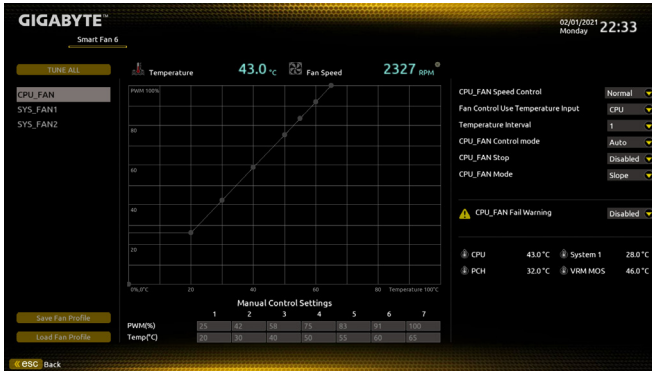 GIGABYTE™
Smart Fan 6
02/01/2021
Monday
22:33
TUNE ALL
Temperature 43.0 °C Fan Speed 2327 RPM
CPU_FAN
SYS_FAN1
SYS_FAN2
PWM 100%
80
60
40
20
0%,0°C 20 40 60 80 Temperature 100°C
CPU_FAN Speed Control Normal
Fan Control Use Temperature Input CPU
Temperature Interval 1
CPU_FAN Control mode Auto
CPU_FAN Stop Disabled
CPU_FAN Mode Slope
CPU_FAN Fail Warning Disabled
CPU 43.0°C System 1 28.0°C
PCH 32.0°C VRM MOS 46.0°C
Manual Control Settings
1 2 3 4 5 6 7
PWM(%) 25 42 58 75 83 91 100
Temp(°C) 20 30 40 50 55 60 65
Save Fan Profile
Load Fan Profile
esc Back